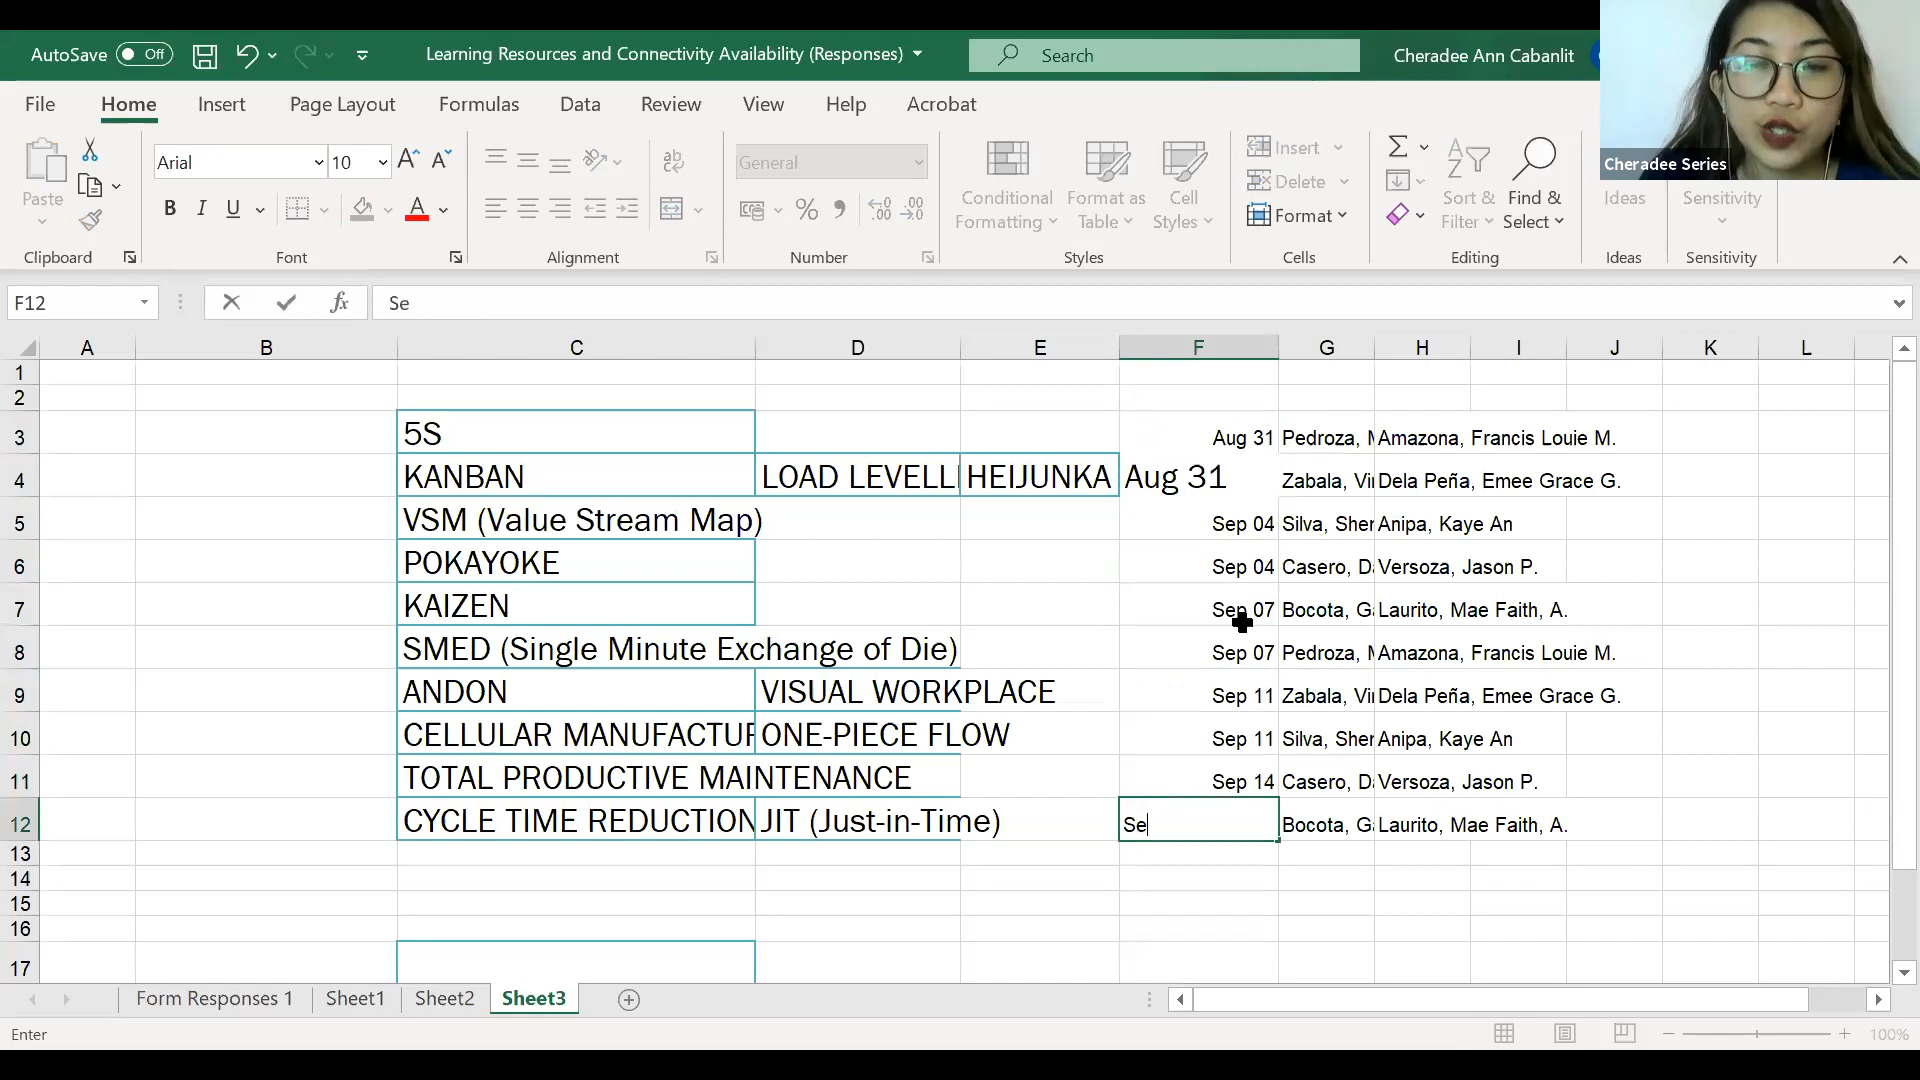 AutoSave Off Learning Resources and Connectivity Availability (Responses) Search Cheradee Ann Cabanlit
File Home Insert Page Layout Formulas Data Review View Help Acrobat
Cheradee Series
Paste Arial 10 B I U General Conditional Formatting Format as Table Cell Styles Insert Delete Format Sort & Filter Find & Select Ideas Sensitivity
Clipboard Font Alignment Number Styles Cells Editing Ideas Sensitivity
F12 fx Se
A B C D E F G H I J K L
1
2
3 5S Aug 31 Pedroza, M Amazona, Francis Louie M.
4 KANBAN LOAD LEVELLI HEIJUNKA Aug 31 Zabala, Vir Dela Peña, Emee Grace G.
5 VSM (Value Stream Map) Sep 04 Silva, Sher Anipa, Kaye An
6 POKAYOKE Sep 04 Casero, Da Versoza, Jason P.
7 KAIZEN Sep 07 Bocota, Ga Laurito, Mae Faith, A.
8 SMED (Single Minute Exchange of Die) Sep 07 Pedroza, M Amazona, Francis Louie M.
9 ANDON VISUAL WORKPLACE Sep 11 Zabala, Vir Dela Peña, Emee Grace G.
10 CELLULAR MANUFACTUR ONE-PIECE FLOW Sep 11 Silva, Sher Anipa, Kaye An
11 TOTAL PRODUCTIVE MAINTENANCE Sep 14 Casero, Da Versoza, Jason P.
12 CYCLE TIME REDUCTION JIT (Just-in-Time) Se Bocota, Ga Laurito, Mae Faith, A.
13
14
15
16
17
Form Responses 1 Sheet1 Sheet2 Sheet3
Enter 100%